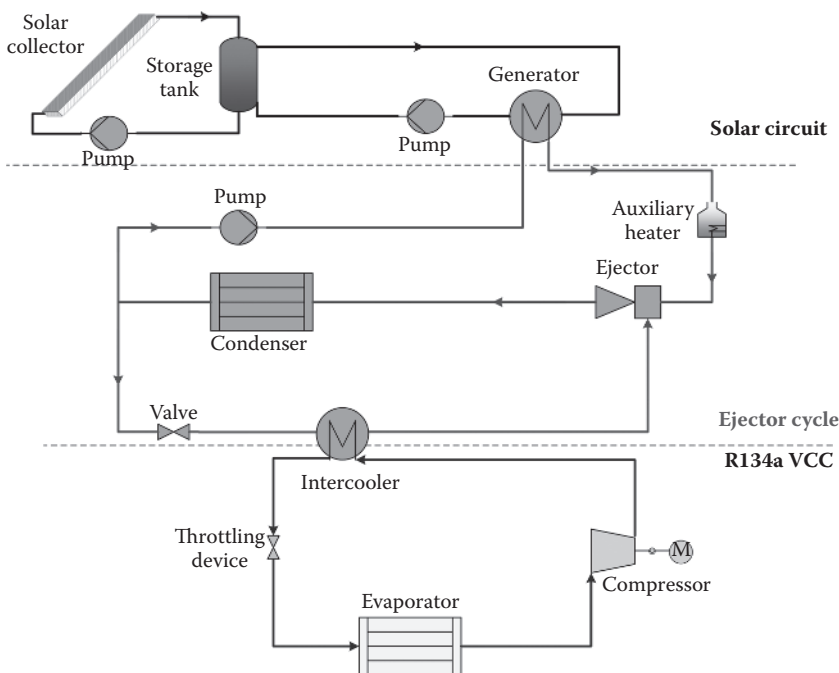 Solar
collector
Storage
tank
Generator
Pump
Pump
Solar circuit
Pump
Auxiliary
heater
Ejector
Condenser
Valve
Ejector cycle
R134a VCC
Intercooler
Throttling
device
M
Compressor
Evaporator